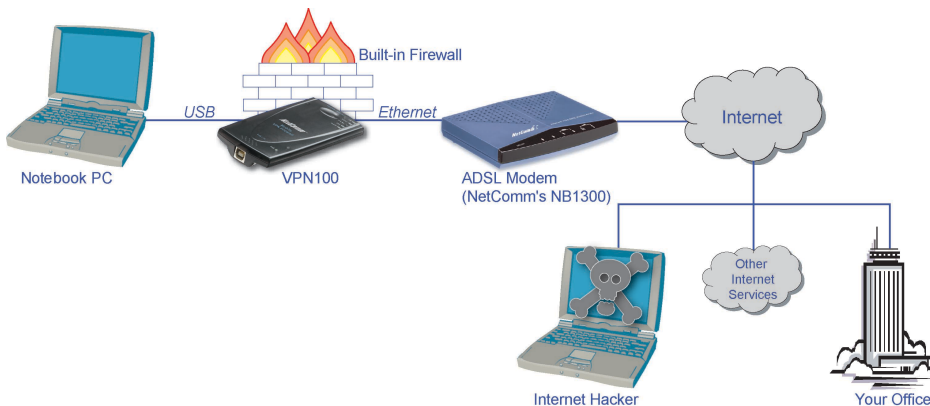 Built-in Firewall
USB
Ethernet
Internet
NetComm
Notebook PC
VPN100
ADSL Modem
(NetComm's NB1300)
Other
Internet
Services
Internet Hacker
Your Office